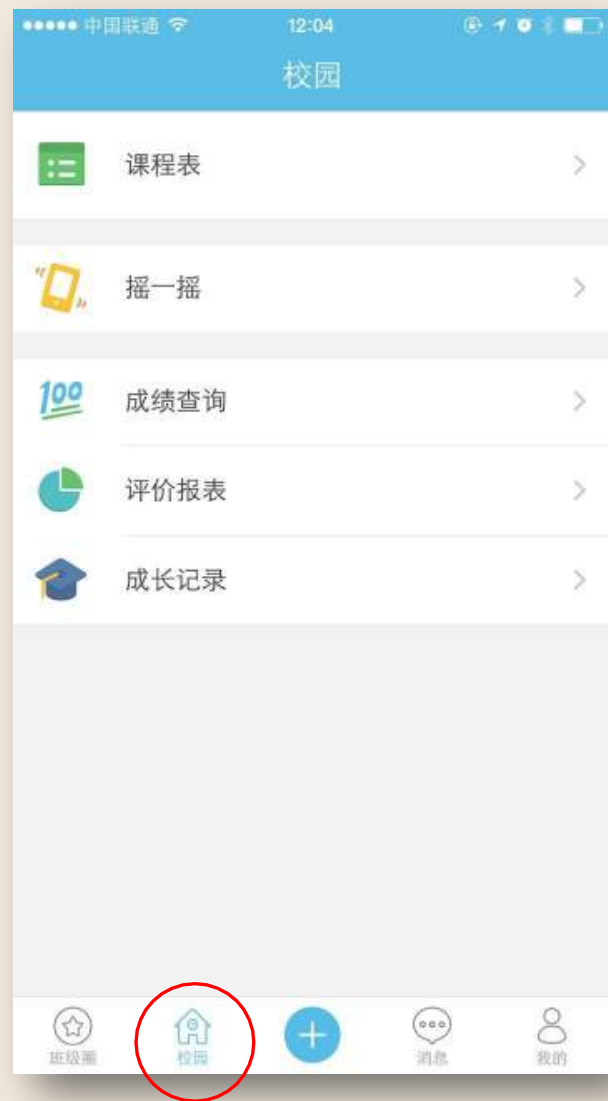 中国联通 12:04
校园
课程表
摇一摇
100 成绩查询
评价报表
成长记录
班级圈 校园 消息 我的